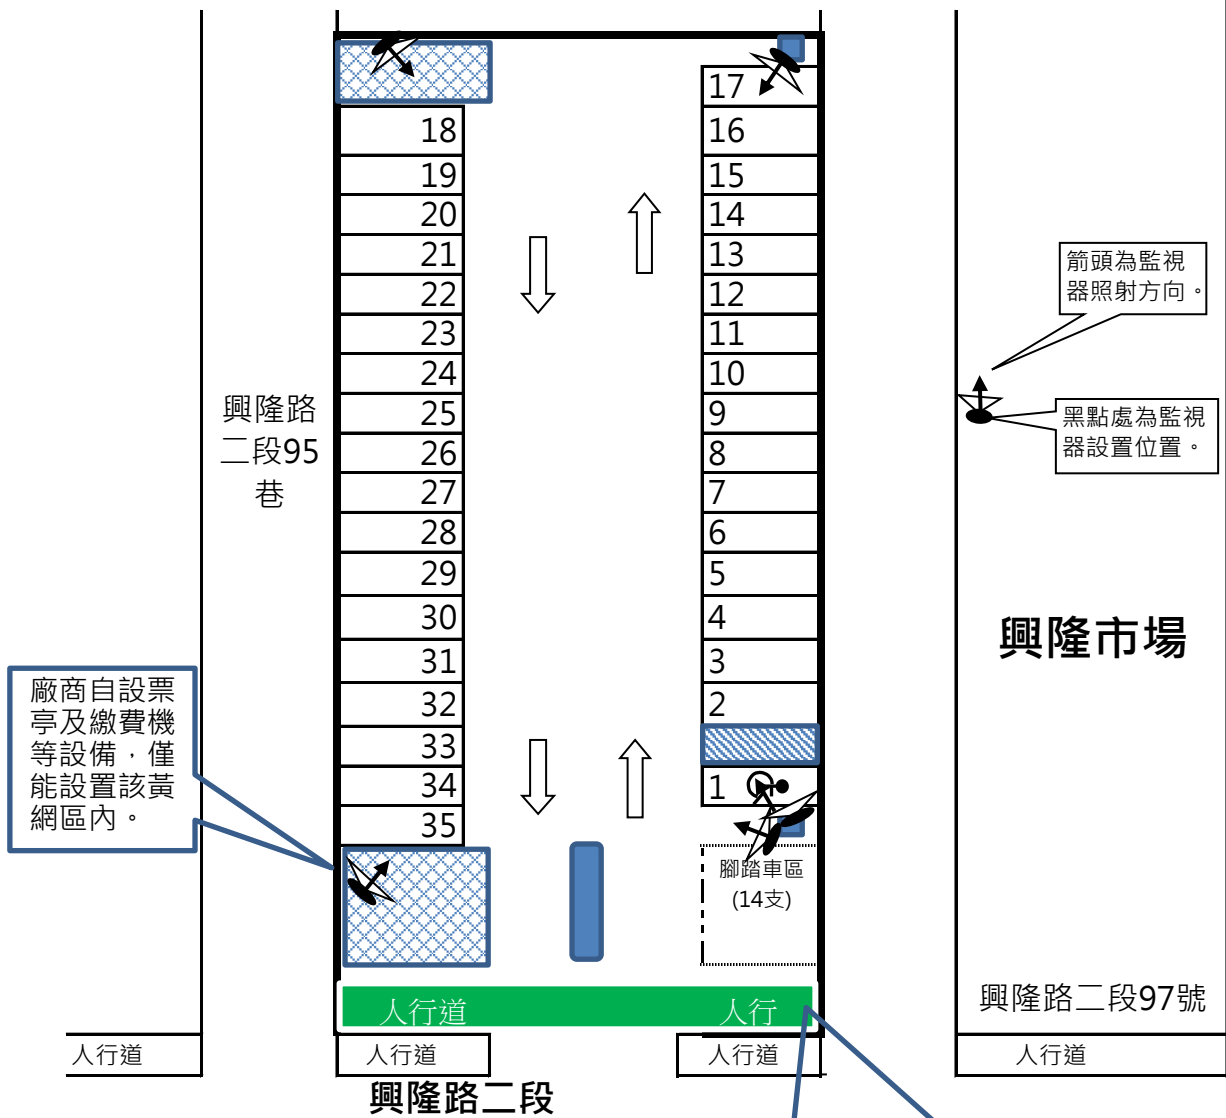 17
18
16
19
15
20
14
21
13
22
12
23
11
24
10
25
9
26
8
27
7
28
6
29
5
30
4
31
3
32
2
33
34
1
35
興隆路
二段95
巷
箭頭為監視
器照射方向。
黑點處為監視
器設置位置。
興隆市場
廠商自設票
亭及繳費機
等設備，僅
能設置該黃
網區內。
腳踏車區
(14支)
人行道
人行
興隆路二段97號
人行道
人行道
人行道
人行道
興隆路二段